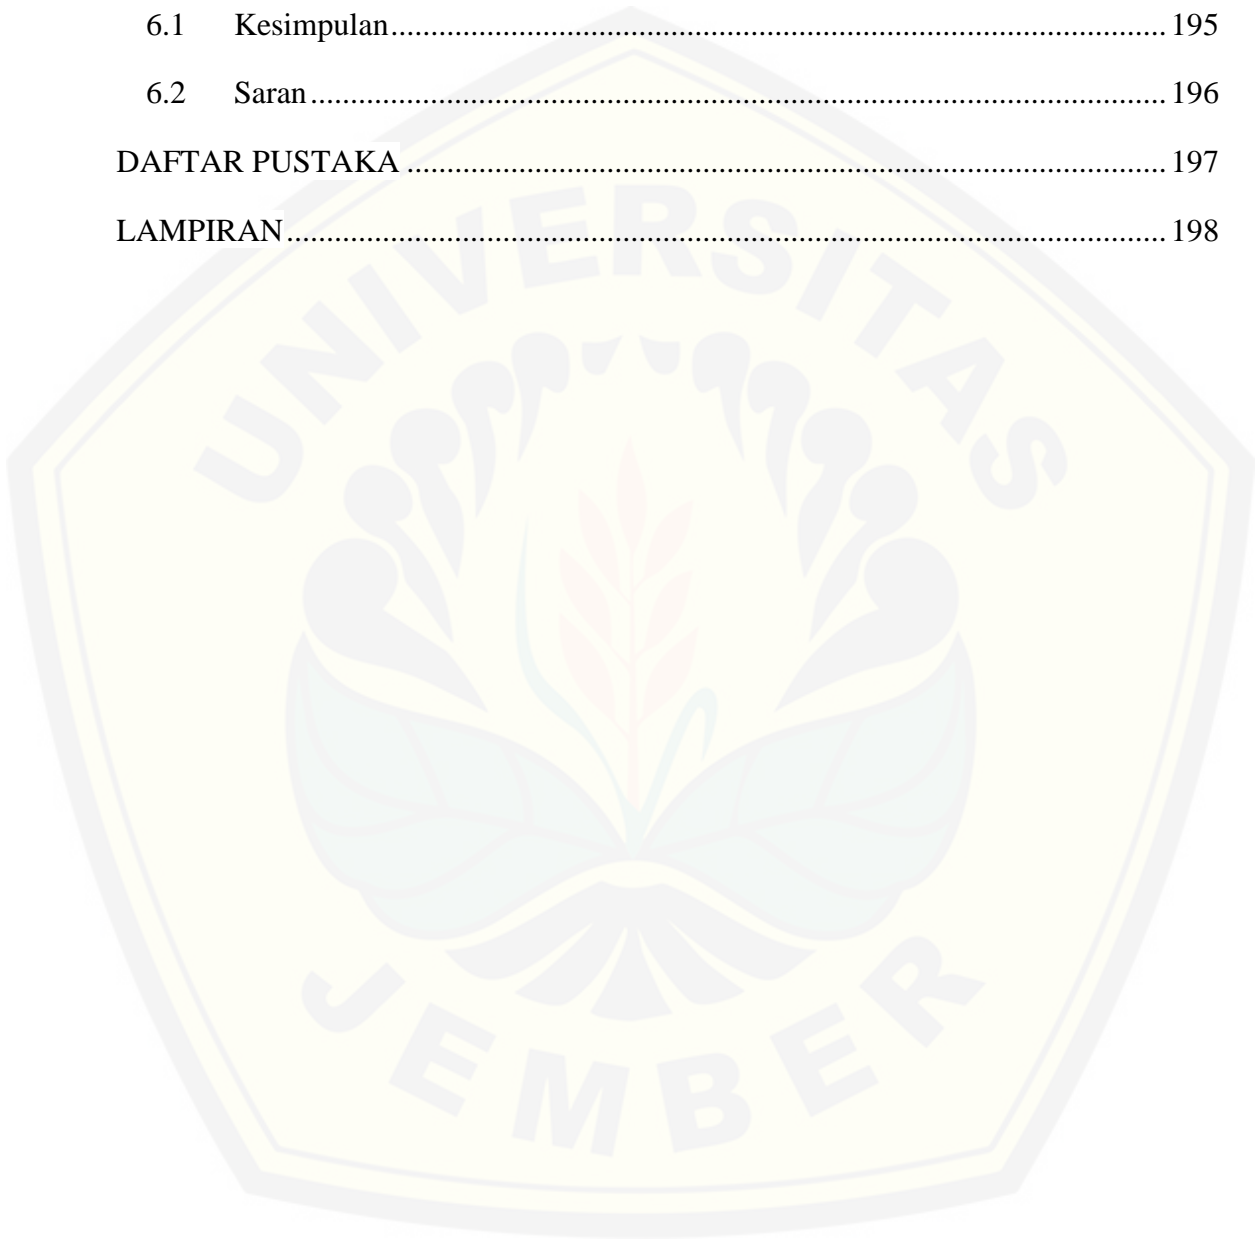 6.1 Kesimpulan.......................................................................................... 195
6.2 Saran.................................................................................................... 196
DAFTAR PUSTAKA ........................................................................................ 197
LAMPIRAN...................................................................................................... 198
UNIVERSITAS
JEMBER